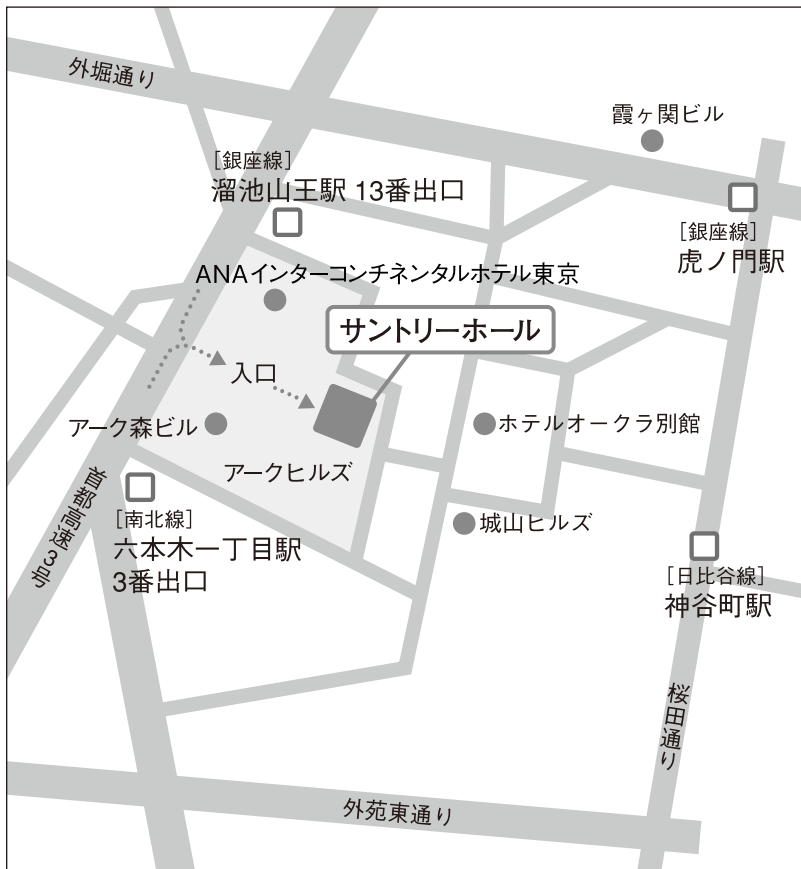 外堀通り
霞ヶ関ビル
［銀座線］
溜池山王駅 13番出口
［銀座線］
虎ノ門駅
ANAインターコンチネンタルホテル東京
サントリーホール
入口
アーク森ビル
ホテルオークラ別館
アークヒルズ
首都高速3号
［南北線］
六本木一丁目駅
3番出口
城山ヒルズ
［日比谷線］
神谷町駅
桜田通り
外苑東通り